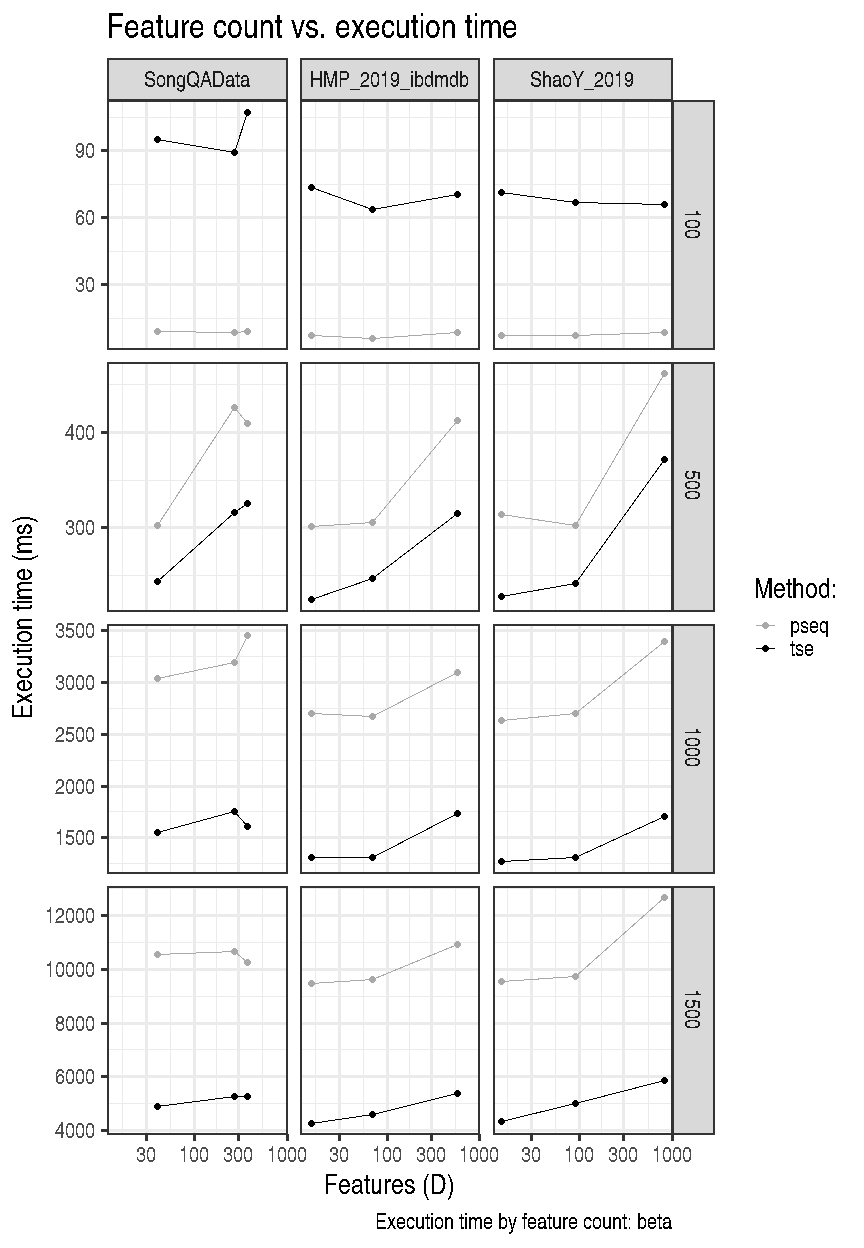 Feature count vs. execution time
SongQAData HMP_2019_ibdmdb ShaoY_2019
90
60
30
100
400
300
500
3500
3000
2500
2000
1500
1000
12000
10000
8000
6000
4000
1500
30 100 300 1000 30 100 300 1000 30 100 300 1000
Execution time (ms)
Features (D)
Method:
pseq
tse
Execution time by feature count: beta